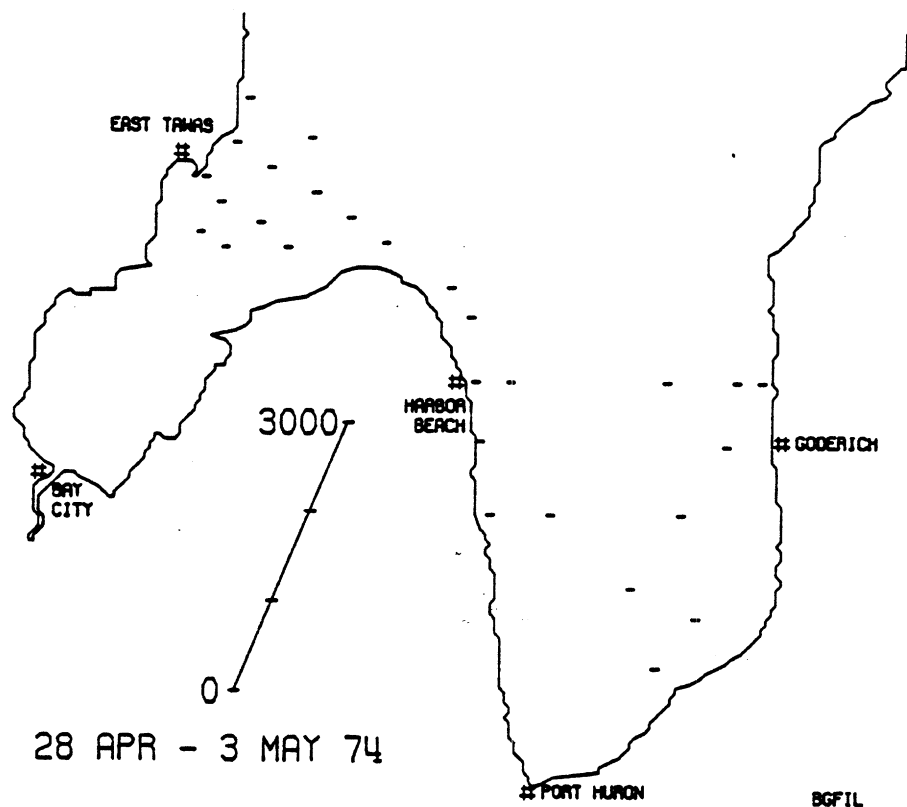 EAST TAWAS
#
3000
#
HARBOR
BEACH
# GODERICH
#
BAY
CITY
0
28 APR - 3 MAY 74
# PORT HURON
BGFIL